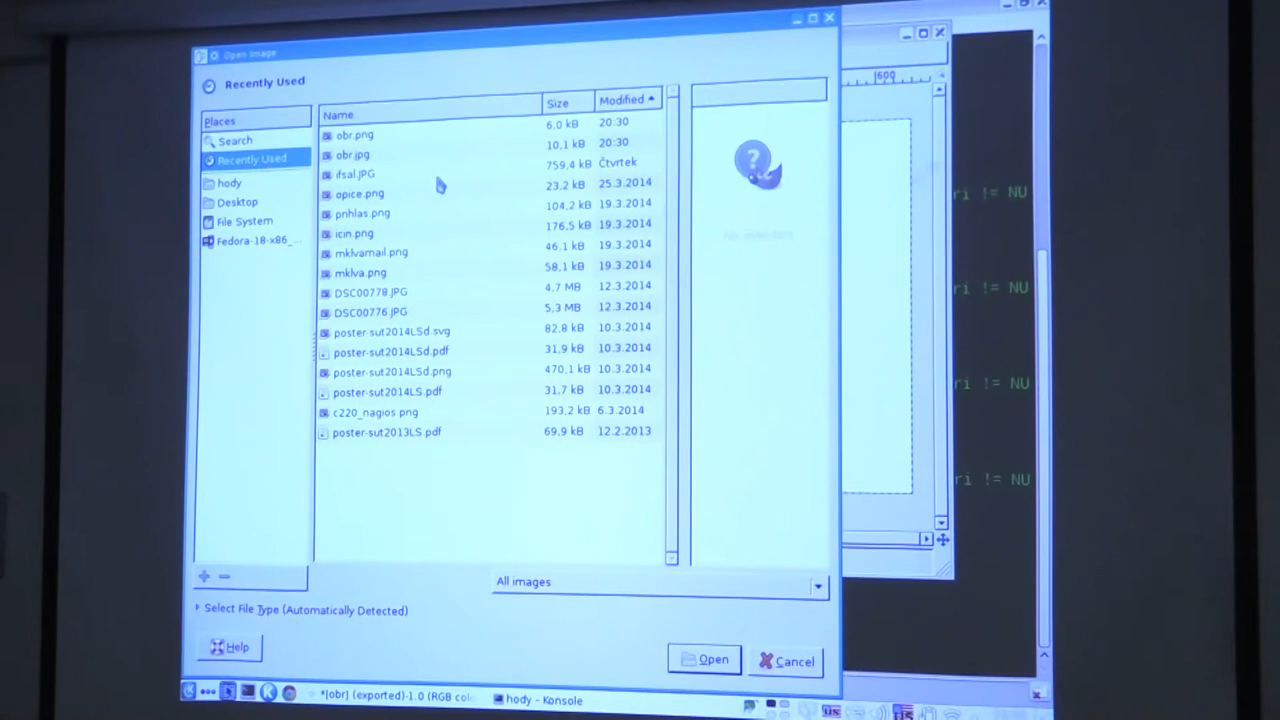 Open Image
Recently Used
Places
Search
Recently Used
hody
Desktop
File System
Fedora-18-x86_...
Name Size Modified
obr.png 6,0 kB 20:30
obr.jpg 10,1 kB 20:30
ifsal.JPG 759,4 kB Čtvrtek
opice.png 23,2 kB 25.3.2014
prihlas.png 104,2 kB 19.3.2014
icin.png 176,5 kB 19.3.2014
mklvamail.png 46,1 kB 19.3.2014
mklva.png 58,1 kB 19.3.2014
DSC00778.JPG 4,7 MB 12.3.2014
DSC00776.JPG 5,3 MB 12.3.2014
poster-sut2014LSd.svg 82,8 kB 10.3.2014
poster-sut2014LSd.pdf 31,9 kB 10.3.2014
poster-sut2014LSd.png 470,1 kB 10.3.2014
poster-sut2014LS.pdf 31,7 kB 10.3.2014
c220_nagios.png 193,2 kB 6.3.2014
poster-sut2013LS.pdf 69,9 kB 12.2.2013
All images
Select File Type (Automatically Detected)
Help
Open
Cancel
600
ri != NU
ri != NU
ri != NU
ri != NU
*[obr] (exported)-1.0 (RGB colo
hody - Konsole
us
us